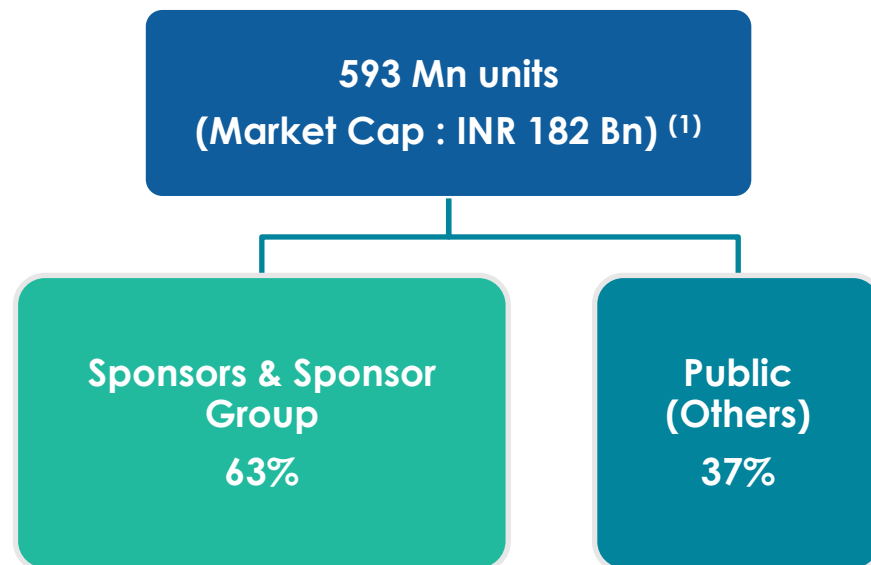 593 Mn units
(Market Cap : INR 182 Bn) (1)
Sponsors & Sponsor
Group
63%
Public
(Others)
37%